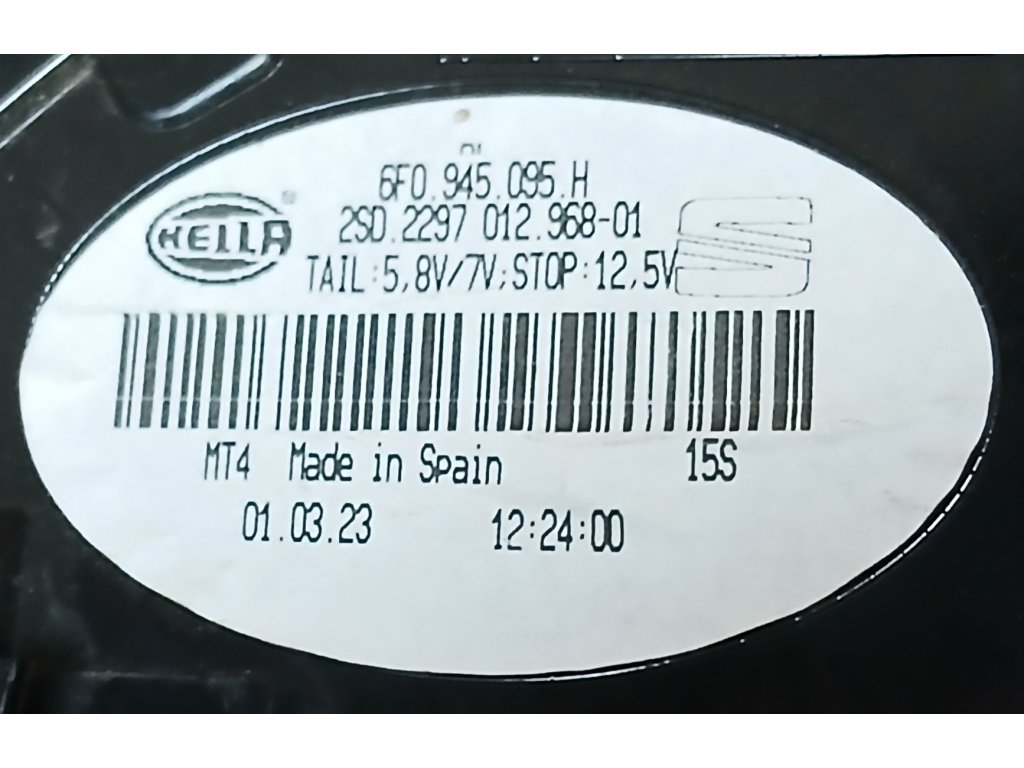 6F0.945.095.H
HELLA
®
2SD.2297 012.968-01
TAIL:5,8V/7V;STOP:12,5V
MT4 Made in Spain 15S
01.03.23 12:24:00